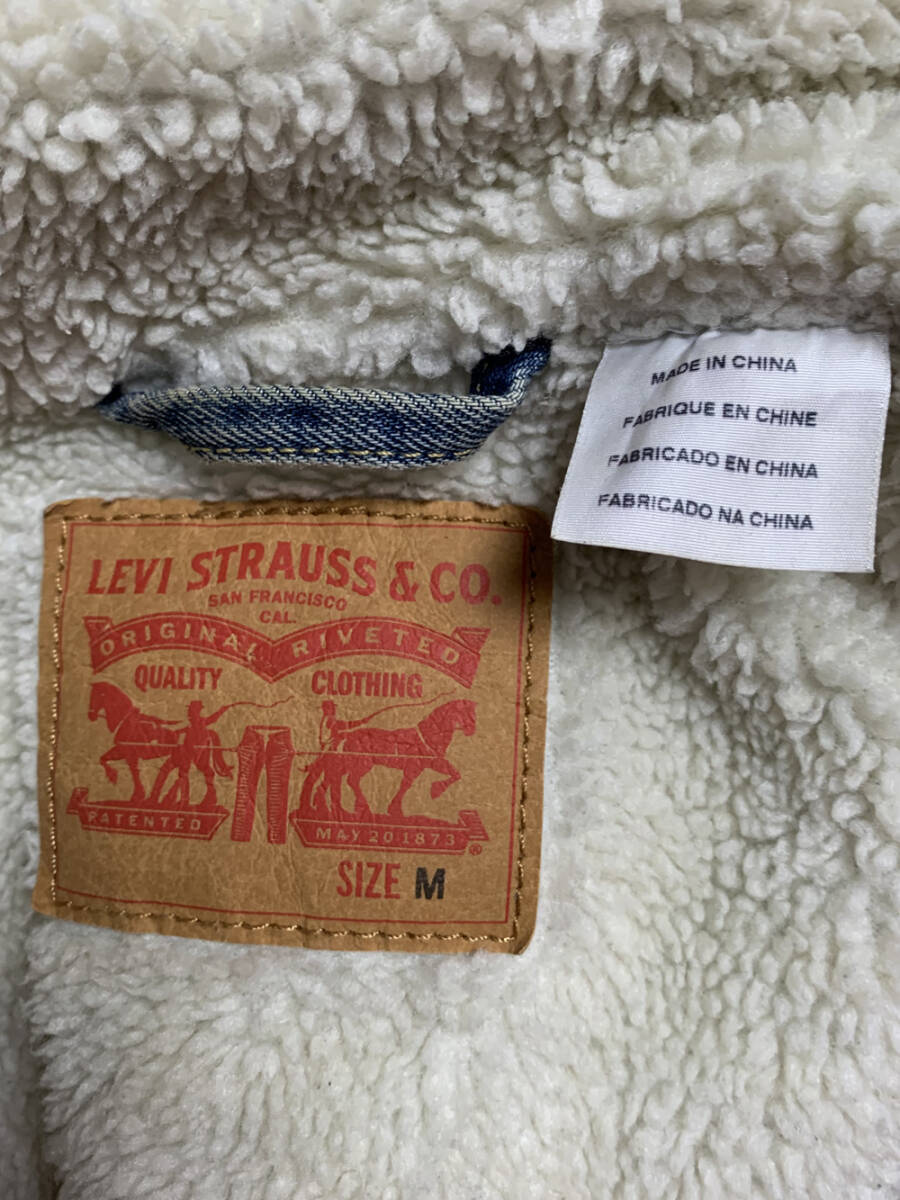 MADE IN CHINA
FABRIQUE EN CHINE
FABRICADO EN CHINA
FABRICADO NA CHINA
LEVI STRAUSS & CO.
SAN FRANCISCO
CAL.
ORIGINAL RIVETED
QUALITY CLOTHING
PATENTED MAY 20 1873 ®
SIZE M